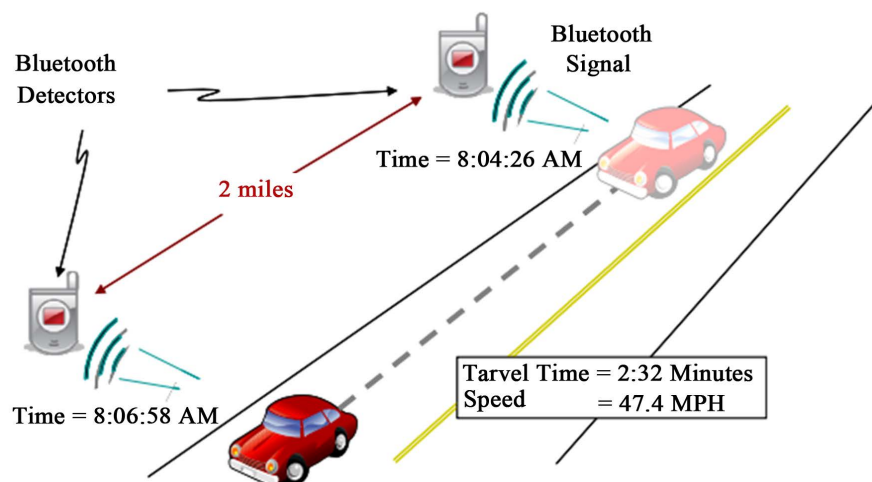 Bluetooth
Detectors
Bluetooth
Signal
Time = 8:04:26 AM
2 miles
Time = 8:06:58 AM
Tarvel Time = 2:32 Minutes
Speed = 47.4 MPH